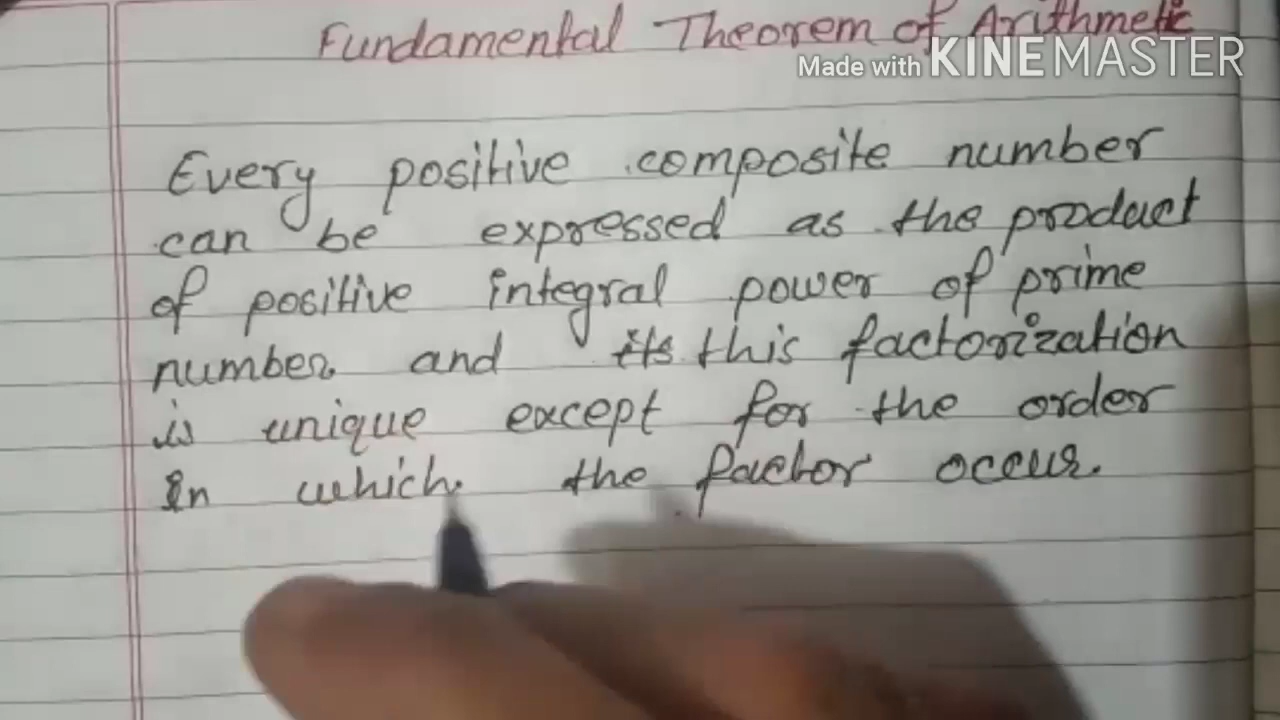 Fundamental Theorem of Arithmetic
Made with KINEMASTER
Every positive composite number
can be expressed as the product
of positive integral power of prime
number and its this factorization
is unique except for the order
in which the factor occur.